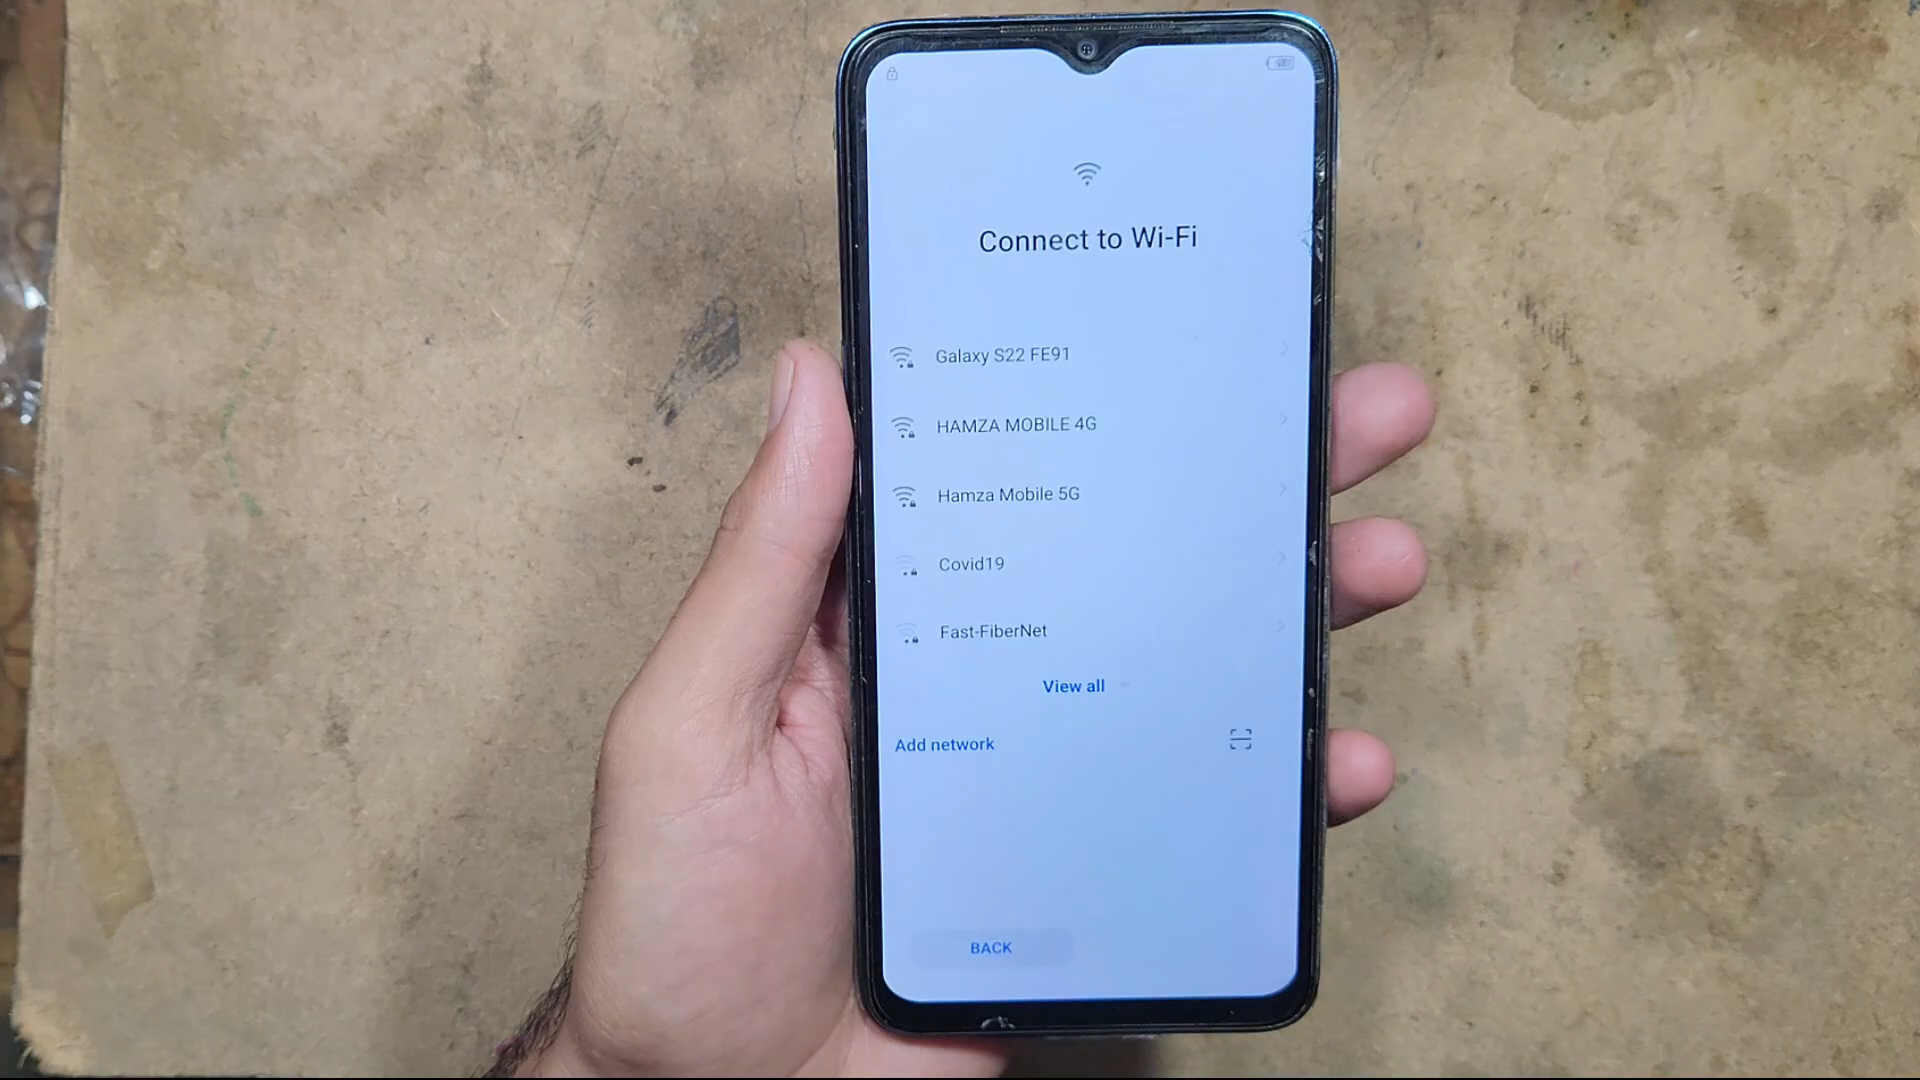 Connect to Wi-Fi
Galaxy S22 FE91
HAMZA MOBILE 4G
Hamza Mobile 5G
Covid19
Fast-FiberNet
View all
Add network
BACK